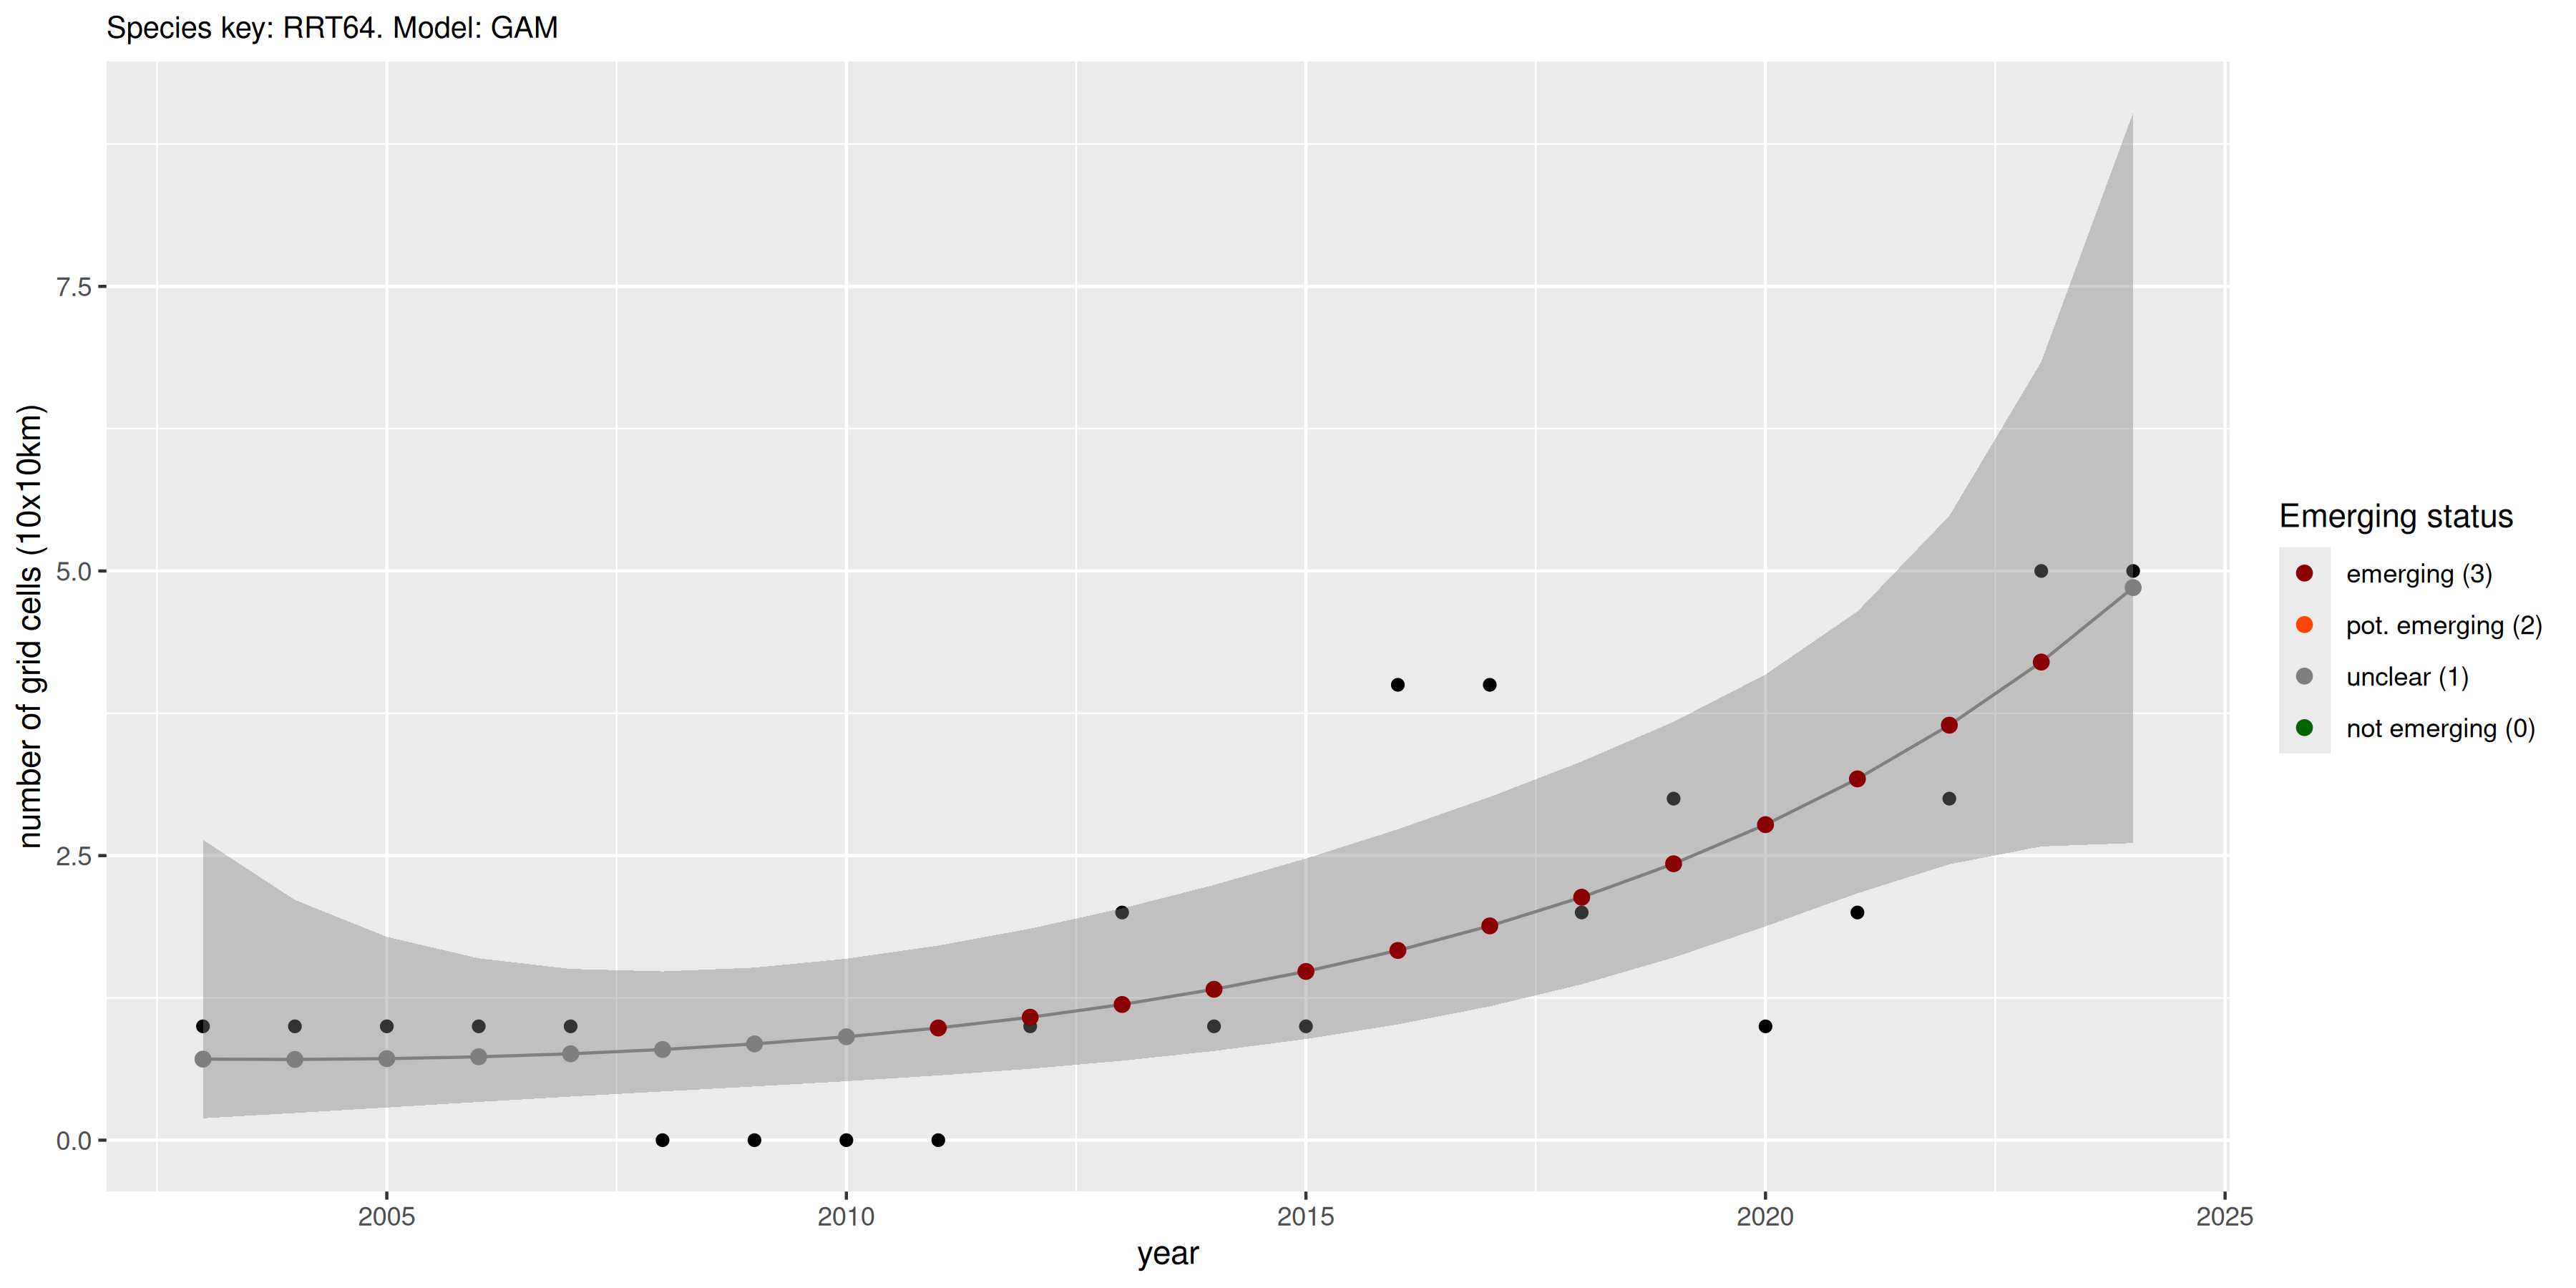 Species key: RRT64. Model: GAM
7.5
5.0
2.5
0.0
number of grid cells (10x10km)
2005
2010
2015
2020
2025
year
Emerging status
emerging (3)
pot. emerging (2)
unclear (1)
not emerging (0)